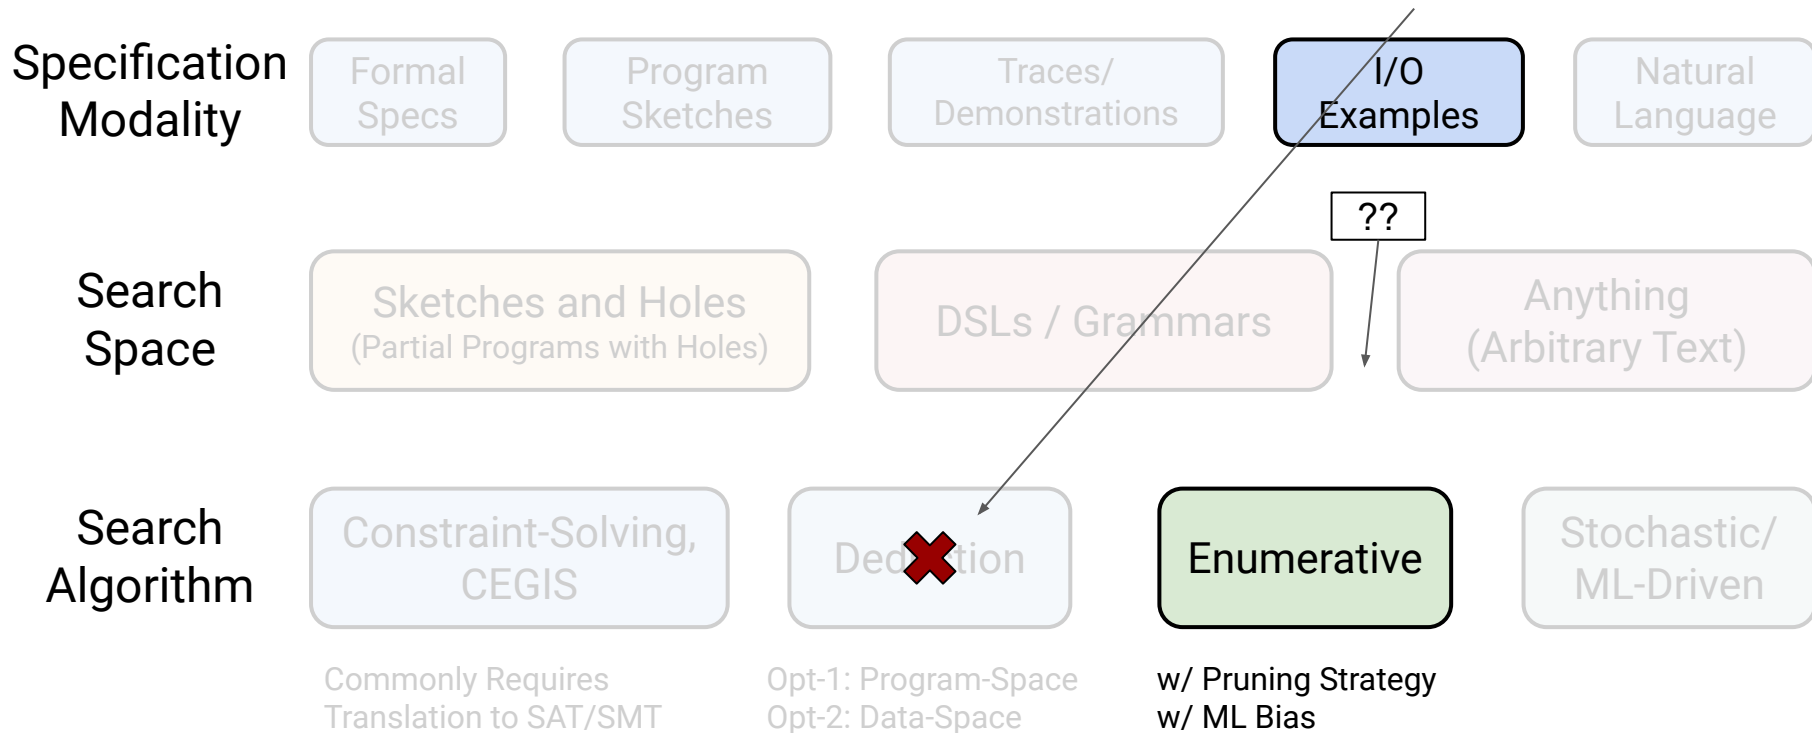 Specification
Modality
Formal
Specs
Program
Sketches
Traces/
Demonstrations
I/O
Examples
Natural
Language
??
Search
Space
Sketches and Holes
(Partial Programs with Holes)
DSLs / Grammars
Anything
(Arbitrary Text)
Search
Algorithm
Constraint-Solving,
CEGIS
Deduction
Enumerative
Stochastic/
ML-Driven
Commonly Requires
Translation to SAT/SMT
Opt-1: Program-Space
Opt-2: Data-Space
w/ Pruning Strategy
w/ ML Bias